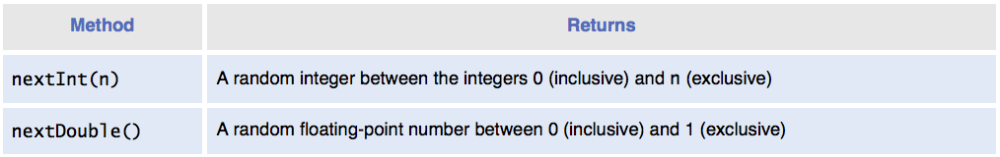 Method Returns
nextInt(n) A random integer between the integers 0 (inclusive) and n (exclusive)
nextDouble() A random floating-point number between 0 (inclusive) and 1 (exclusive)